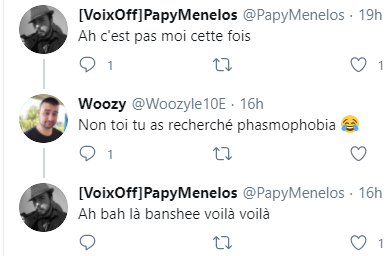 [VoixOff]PapyMenelos @PapyMenelos · 19h
Ah c'est pas moi cette fois
1 1
Woozy @Woozyle10E · 16h
Non toi tu as recherché phasmophobia 😂
1
[VoixOff]PapyMenelos @PapyMenelos · 16h
Ah bah là banshee voilà voilà
1